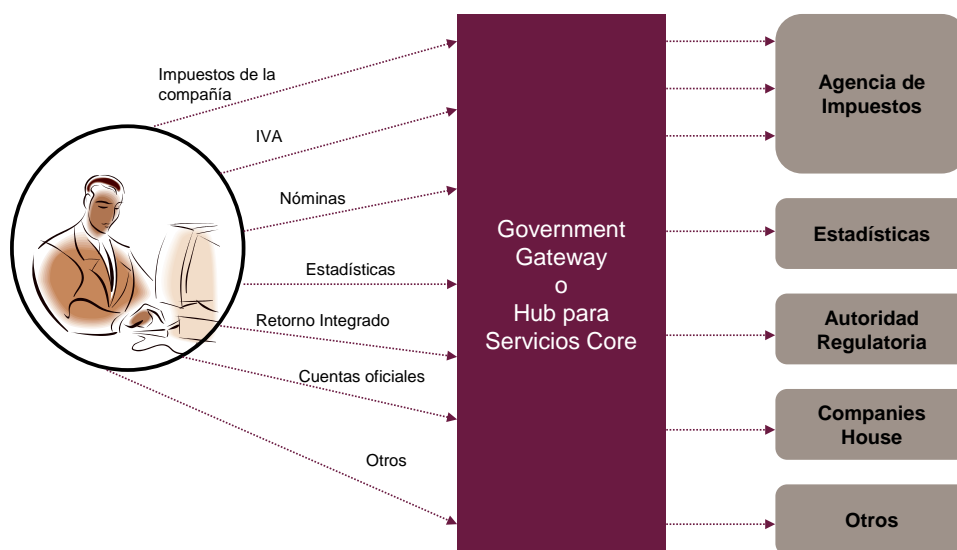 Impuestos de la
compañía
IVA
Nóminas
Estadísticas
Retorno Integrado
Cuentas oficiales
Otros
Government
Gateway
o
Hub para
Servicios Core
Agencia de
Impuestos
Estadísticas
Autoridad
Regulatoria
Companies
House
Otros